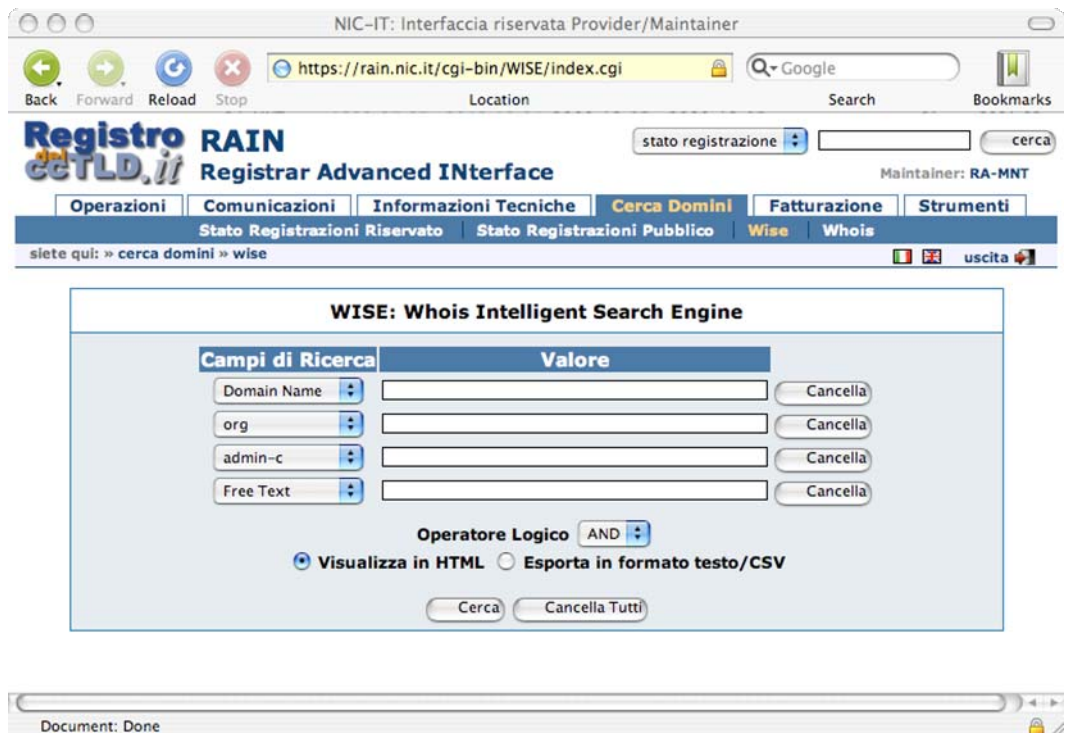 NIC-IT: Interfaccia riservata Provider/Maintainer
https://rain.nic.it/cgi-bin/WISE/index.cgi
Google
Back Forward Reload Stop Location Search Bookmarks
Registro del ccTLD.it
RAIN
Registrar Advanced INterface
stato registrazione cerca
Maintainer: RA-MNT
Operazioni Comunicazioni Informazioni Tecniche Cerca Domini Fatturazione Strumenti
Stato Registrazioni Riservato Stato Registrazioni Pubblico Wise Whois
siete qui: » cerca domini » wise uscita
WISE: Whois Intelligent Search Engine
Campi di Ricerca Valore
Domain Name Cancella
org Cancella
admin-c Cancella
Free Text Cancella
Operatore Logico AND
Visualizza in HTML Esporta in formato testo/CSV
Cerca Cancella Tutti
Document: Done